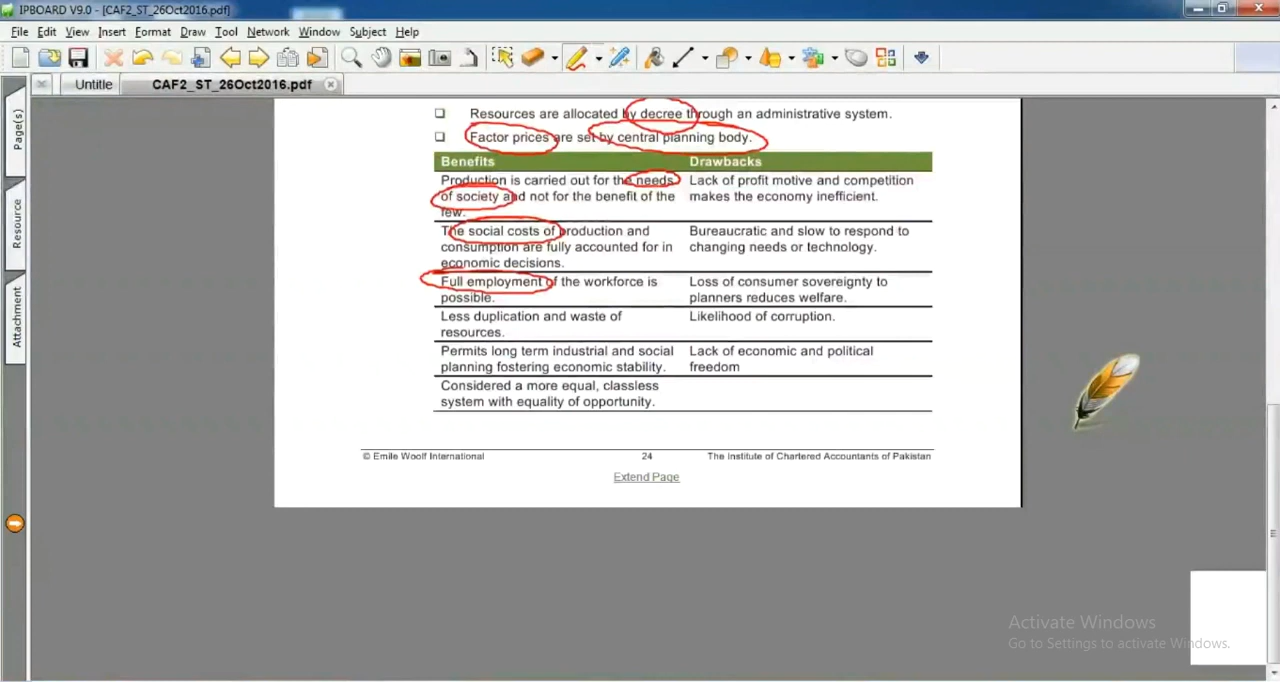 IPBOARD V9.0 - [CAF2_ST_26Oct2016.pdf]
File Edit View Insert Format Draw Tool Network Window Subject Help
Untitle CAF2_ST_26Oct2016.pdf
Page(s)
Resource
Attachment
❑ Resources are allocated by decree through an administrative system.
❑ Factor prices are set by central planning body.
Benefits Drawbacks
Production is carried out for the needs Lack of profit motive and competition
of society and not for the benefit of the makes the economy inefficient.
few.
The social costs of production and Bureaucratic and slow to respond to
consumption are fully accounted for in changing needs or technology.
economic decisions.
Full employment of the workforce is Loss of consumer sovereignty to
possible. planners reduces welfare.
Less duplication and waste of Likelihood of corruption.
resources.
Permits long term industrial and social Lack of economic and political
planning fostering economic stability. freedom
Considered a more equal, classless
system with equality of opportunity.
© Emile Woolf International 24 The Institute of Chartered Accountants of Pakistan
Extend Page
Activate Windows
Go to Settings to activate Windows.